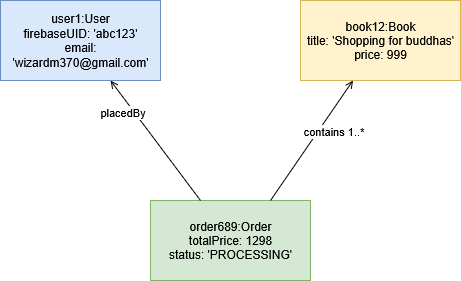 user1:User
firebaseUID: 'abc123'
email:
'wizardm370@gmail.com'
book12:Book
title: 'Shopping for buddhas'
price: 999
placedBy
contains 1..*
order689:Order
totalPrice: 1298
status: 'PROCESSING'